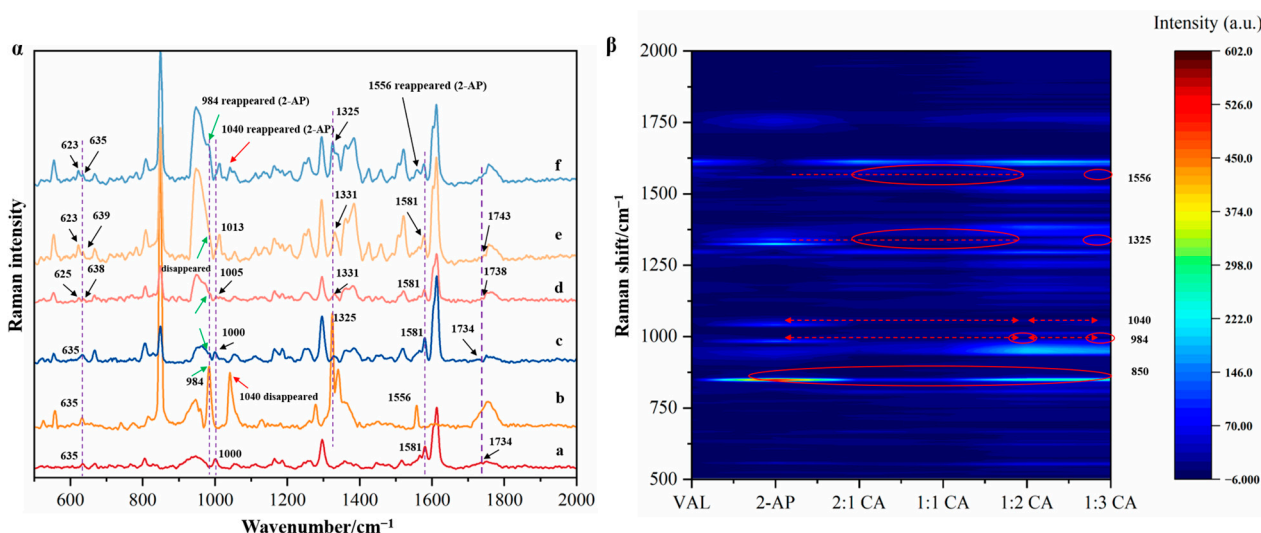 α
984 reappeared (2-AP)
1040 reappeared (2-AP)
1556 reappeared (2-AP)
1325
623
635
f
623
639
1013
1331
1581
1743
e
disappeared
625
638
1005
1331
1581
1738
d
1325
635
1000
1581
1734
c
984
1040 disappeared
635
1556
b
635
1000
1581
1734
a
Raman intensity
600 800 1000 1200 1400 1600 1800 2000
Wavenumber/cm⁻¹
β
Intensity (a.u.)
2000
1750
1500
1250
1000
750
500
Raman shift/cm⁻¹
1556
1325
1040
984
850
VAL 2-AP 2:1 CA 1:1 CA 1:2 CA 1:3 CA
602.0
526.0
450.0
374.0
298.0
222.0
146.0
70.00
−6.000